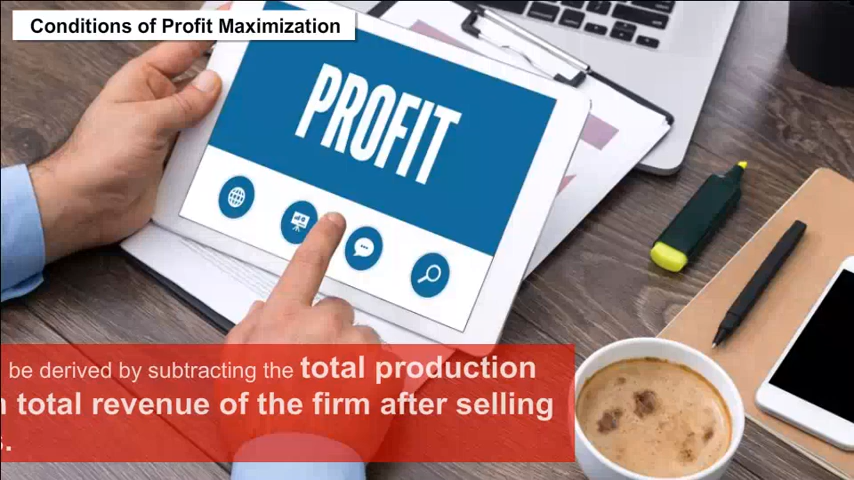 Conditions of Profit Maximization
PROFIT
be derived by subtracting the total production
total revenue of the firm after selling